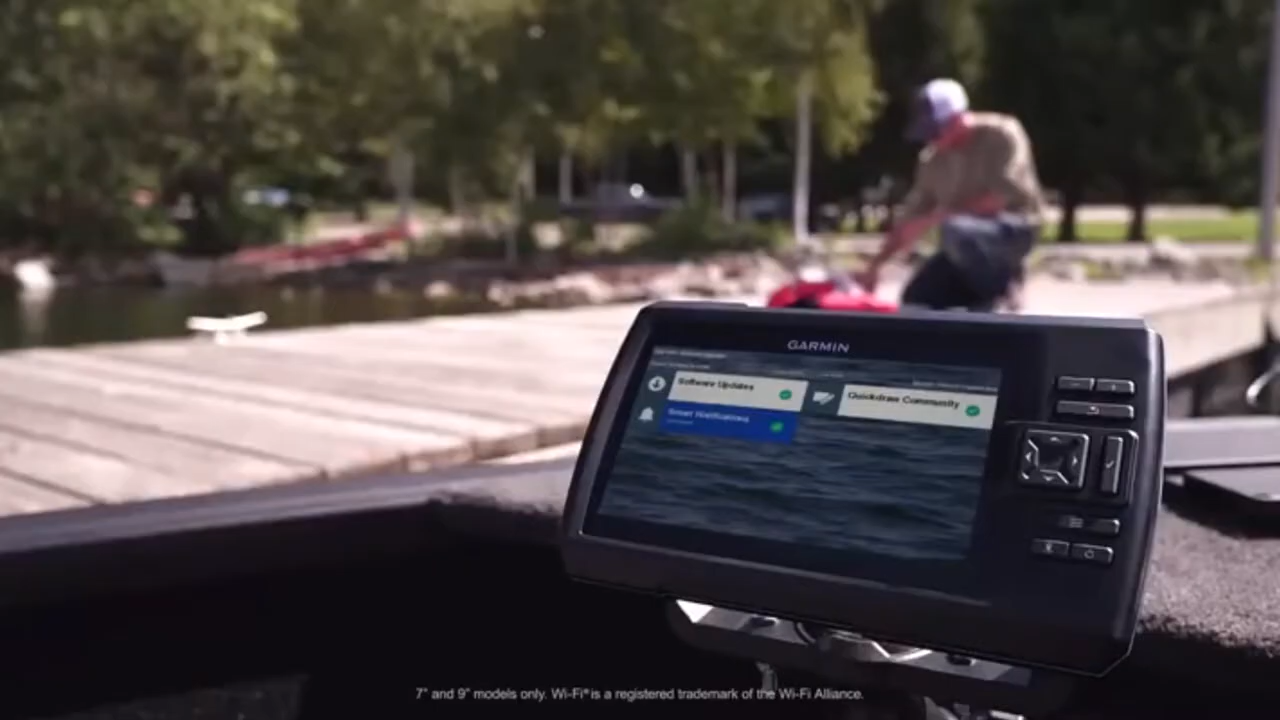 GARMIN
Software Updates
Quickdraw Community
Smart Notifications
7" and 9" models only. Wi-Fi® is a registered trademark of the Wi-Fi Alliance.